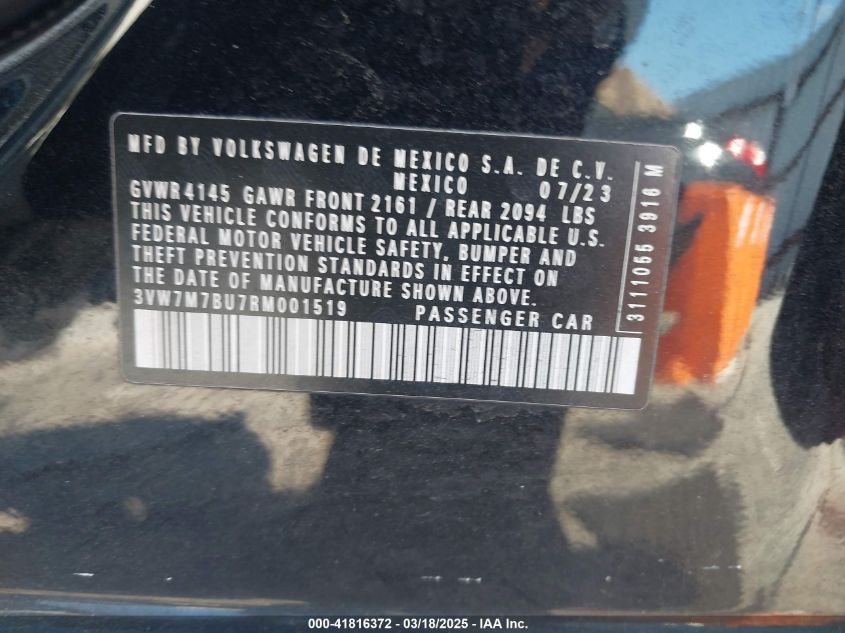 MFD BY VOLKSWAGEN DE MEXICO S.A. DE C.V.
MEXICO 07/23
GVWR 4145 GAWR FRONT 2161 / REAR 2094 LBS
THIS VEHICLE CONFORMS TO ALL APPLICABLE U.S.
FEDERAL MOTOR VEHICLE SAFETY, BUMPER AND
THEFT PREVENTION STANDARDS IN EFFECT ON
THE DATE OF MANUFACTURE SHOWN ABOVE.
3VW7M7BU7RM001519 PASSENGER CAR
3111055 3916 M
000-41816372 - 03/18/2025 - IAA Inc.